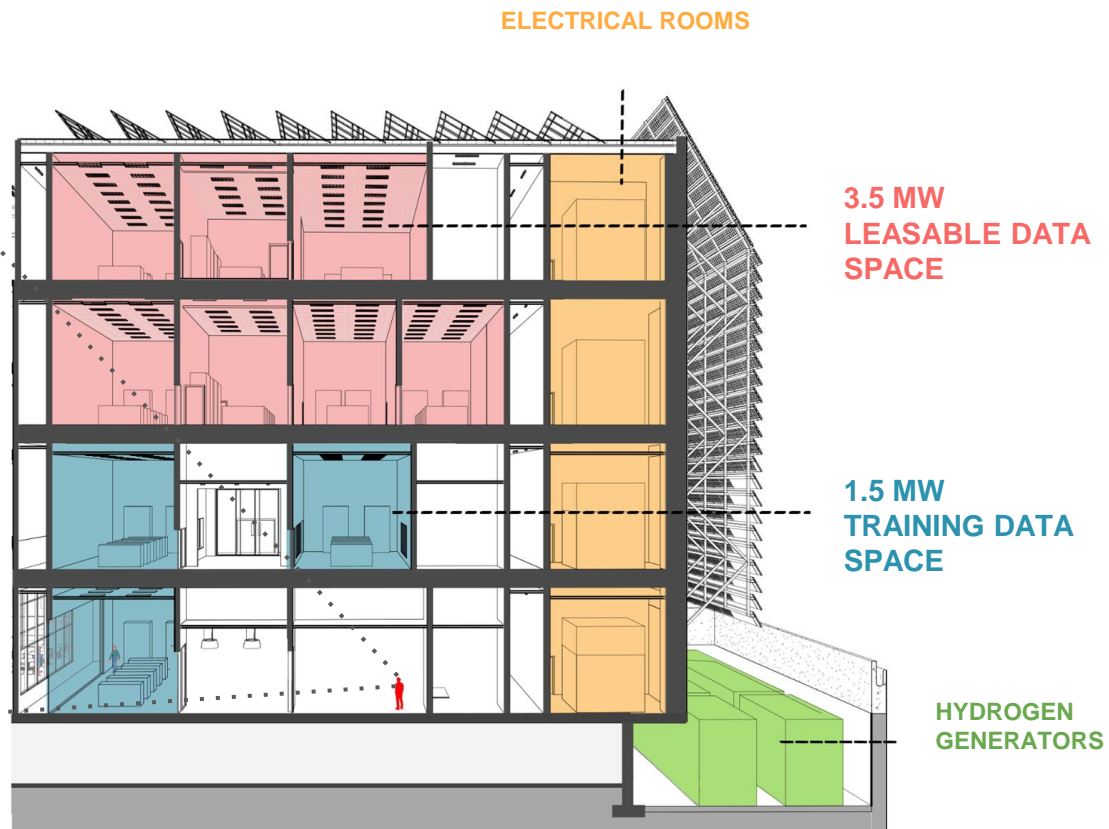 ELECTRICAL ROOMS
3.5 MW
LEASABLE DATA
SPACE
1.5 MW
TRAINING DATA
SPACE
HYDROGEN
GENERATORS